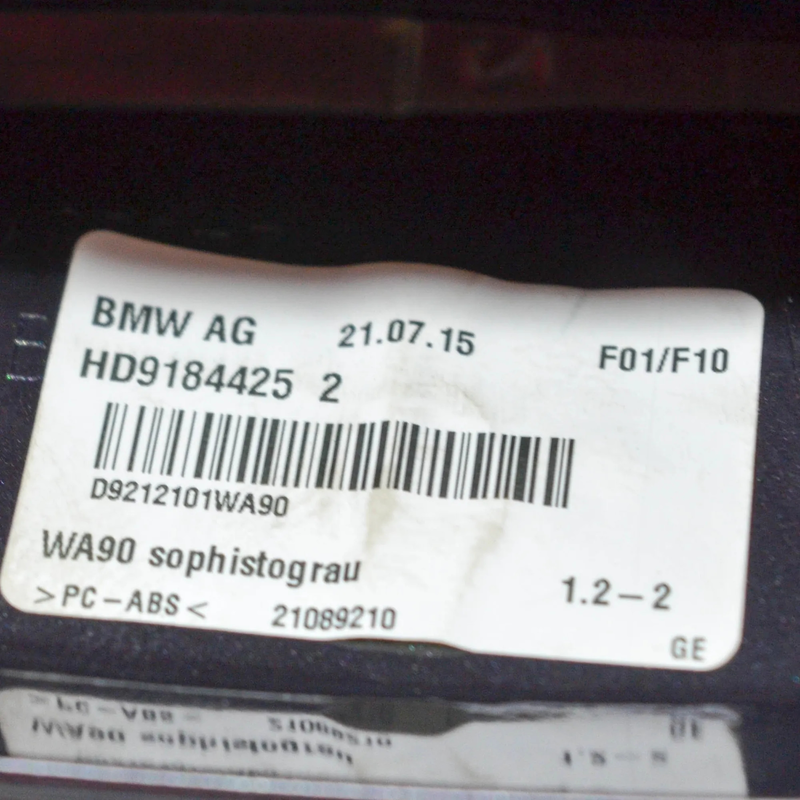 BMW AG 21.07.15 F01/F10
HD9184425 2
D9212101WA90
WA90 sophistograu 1.2-2
>PC-ABS< 21089210
GE